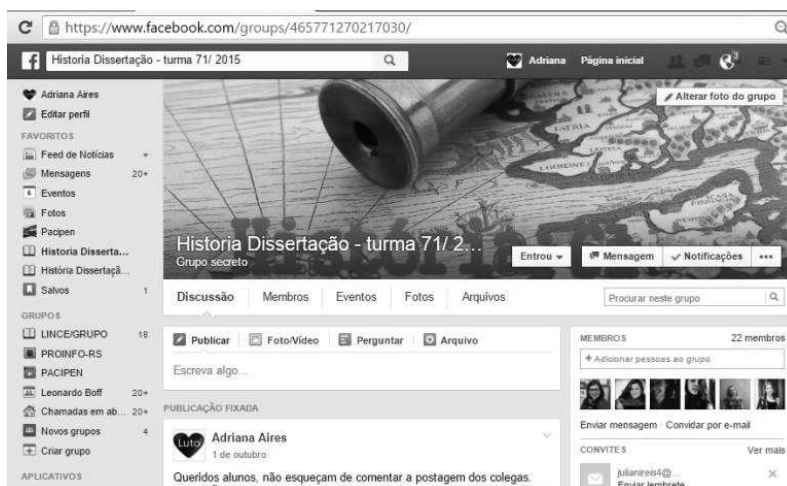 https://www.facebook.com/groups/465771270217030/
Historia Dissertação - turma 71/ 2015
Adriana Página inicial
Adriana Aires
Editar perfil
FAVORITOS
Feed de Notícias
Mensagens 20+
Eventos
Fotos
Pacipen
Historia Disserta...
História Dissertaçã...
Salvos 1
GRUPOS
LINCE/GRUPO 18
PROINFO-RS
PACIPEN
Leonardo Boff 20+
Chamadas em ab... 20+
Novos grupos 4
Criar grupo
APLICATIVOS
Alterar foto do grupo
Historia Dissertação - turma 71/ 2...
Grupo secreto
Entrou Mensagem Notificações ...
Discussão Membros Eventos Fotos Arquivos
Procurar neste grupo
Publicar Foto/Vídeo Perguntar Arquivo
Escreva algo...
PUBLICAÇÃO FIXADA
Luto
Adriana Aires
1 de outubro
Queridos alunos, não esqueçam de comentar a postagem dos colegas.
MEMBROS 22 membros
+ Adicionar pessoas ao grupo
Enviar mensagem · Convidar por e-mail
CONVITES Ver mais
julianireis4@...
Enviar lembrete